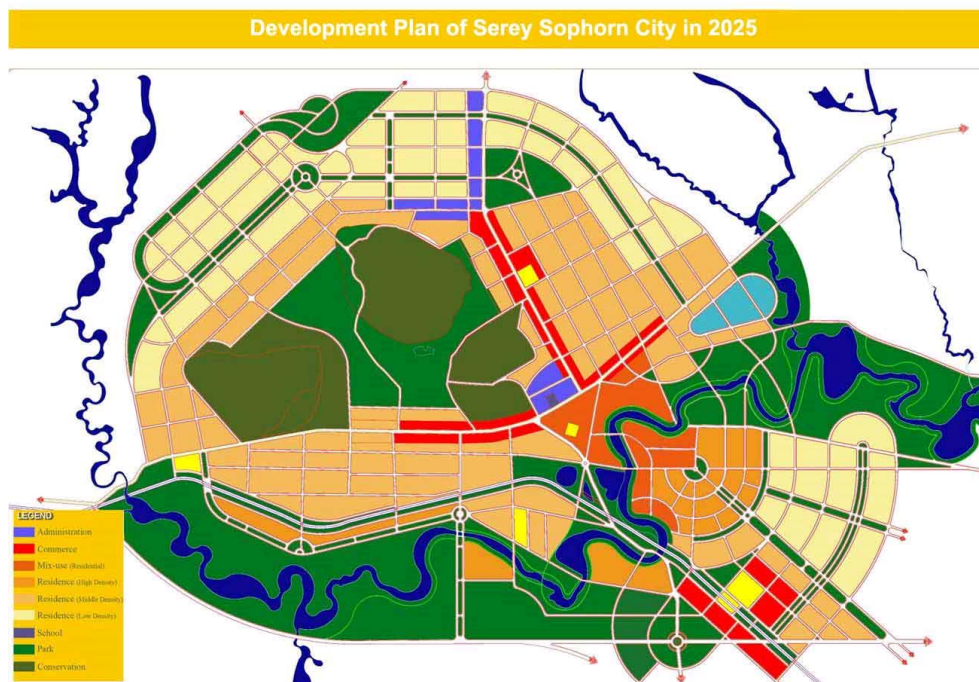 Development Plan of Serey Sophorn City in 2025
LEGEND
Administration
Commerce
Mix-use (Residential)
Residence (High Density)
Residence (Middle Density)
Residence (Low Density)
School
Park
Conservation